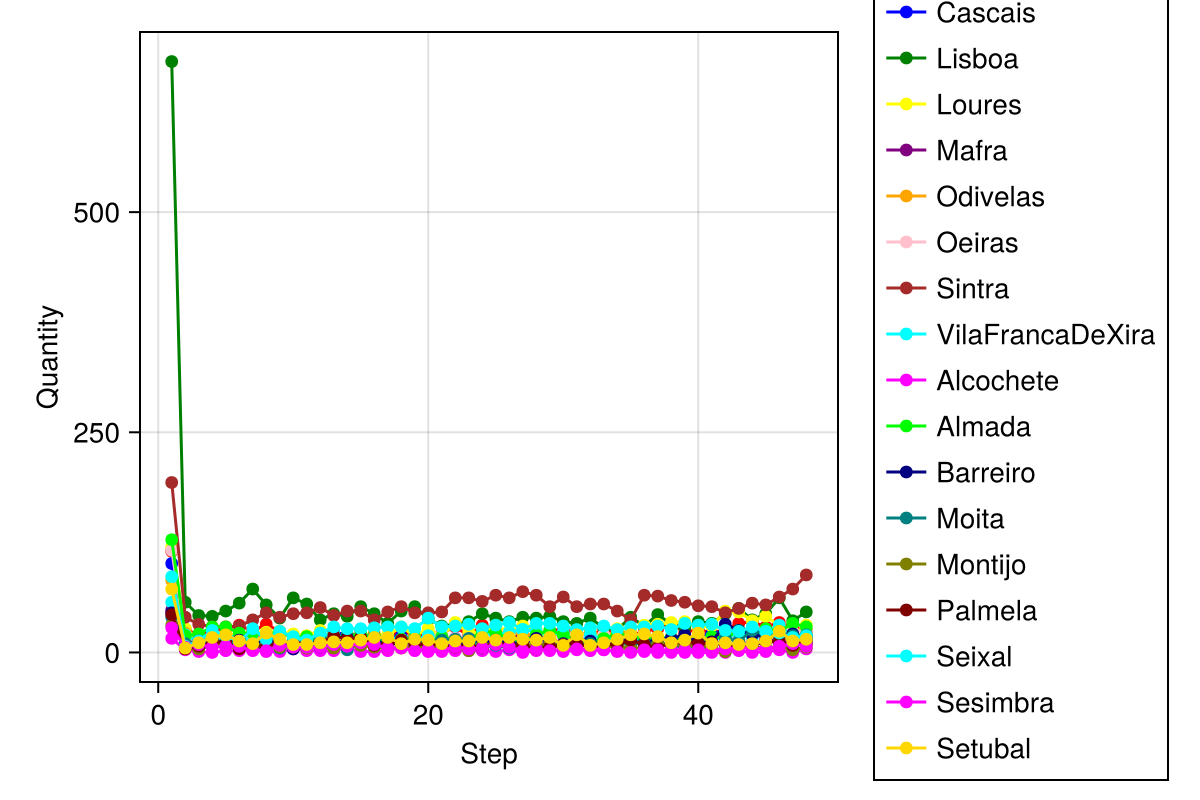 Cascais
Lisboa
Loures
Mafra
Odivelas
Oeiras
Sintra
VilaFrancaDeXira
Alcochete
Almada
Barreiro
Moita
Montijo
Palmela
Seixal
Sesimbra
Setubal
Quantity
500
250
0
0 20 40
Step